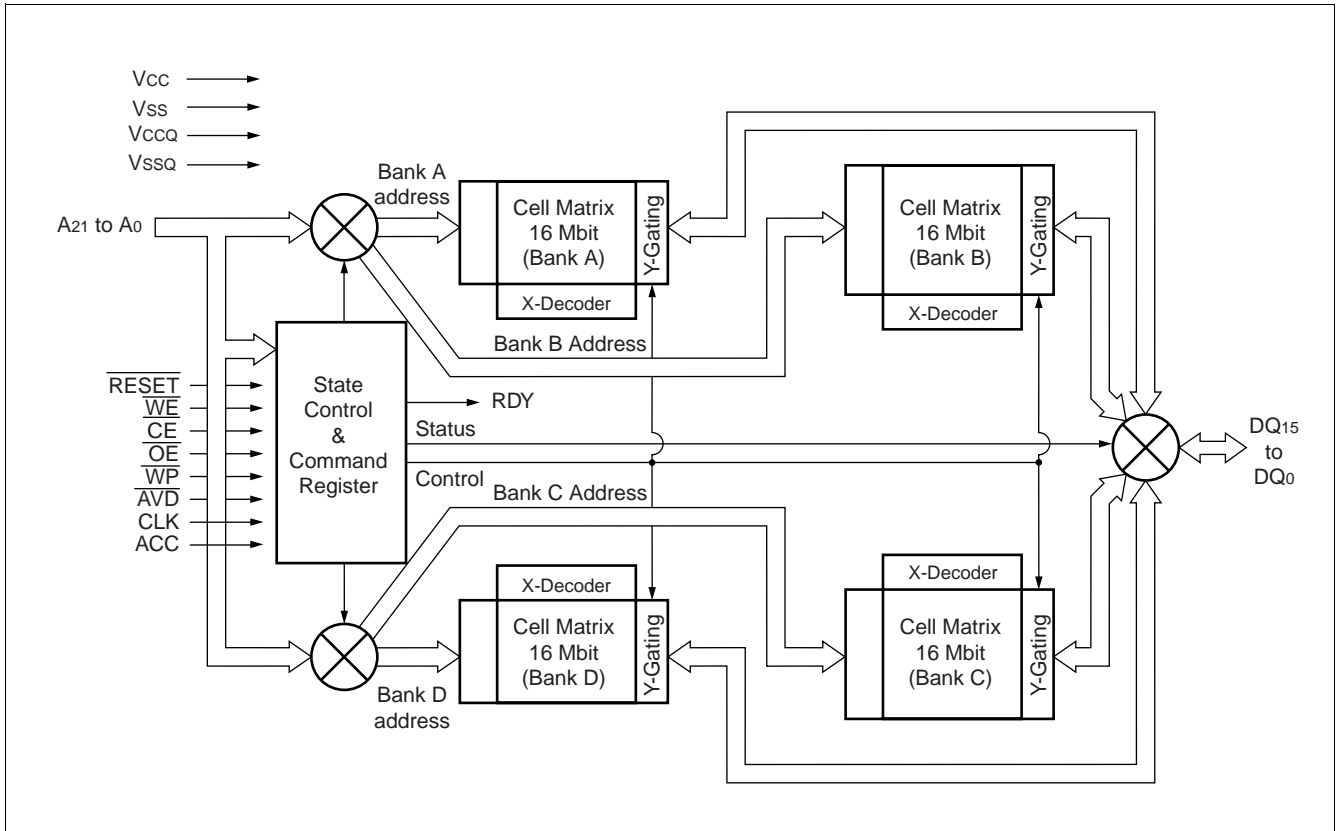 VCC
VSS
VCCQ
VSSQ
A21 to A0
Bank A
address
Cell Matrix
16 Mbit
(Bank A)
Y-Gating
X-Decoder
Cell Matrix
16 Mbit
(Bank B)
Y-Gating
X-Decoder
Bank B Address
RESET
WE
CE
OE
WP
AVD
CLK
ACC
State
Control
&
Command
Register
RDY
Status
Control
Bank C Address
DQ15
to
DQ0
X-Decoder
Cell Matrix
16 Mbit
(Bank D)
Y-Gating
Bank D
address
X-Decoder
Cell Matrix
16 Mbit
(Bank C)
Y-Gating